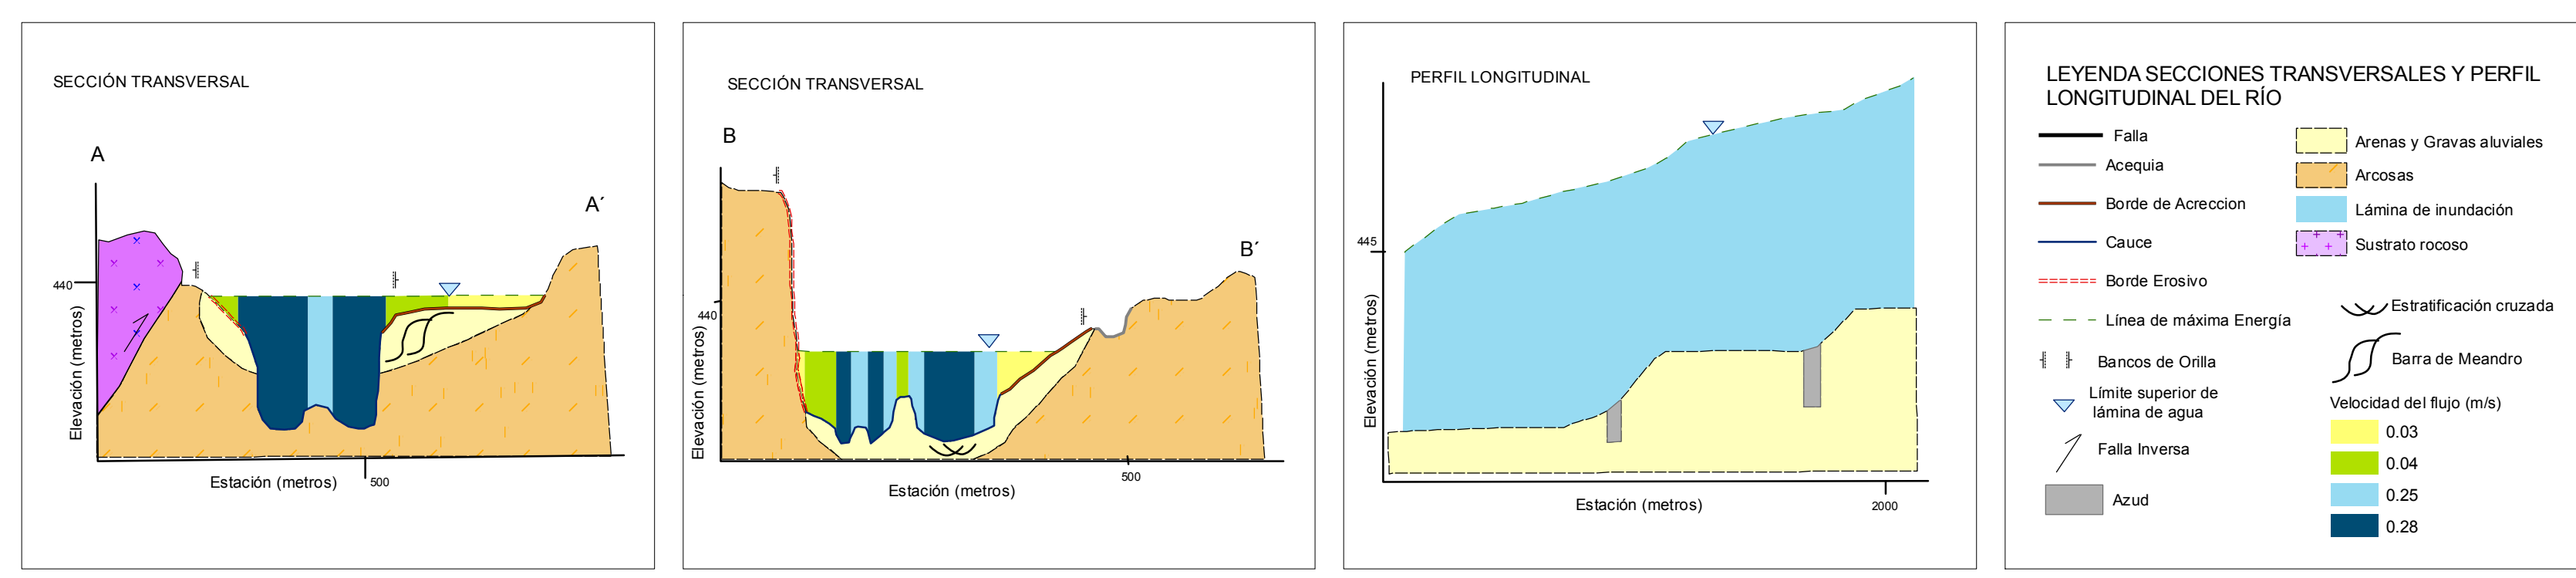 SECCIÓN TRANSVERSAL
A
A´
440
Elevación (metros)
Estación (metros)
500
SECCIÓN TRANSVERSAL
B
B´
440
Elevación (metros)
Estación (metros)
500
PERFIL LONGITUDINAL
445
Elevación (metros)
Estación (metros)
2000
LEYENDA SECCIONES TRANSVERSALES Y PERFIL
LONGITUDINAL DEL RÍO
Falla
Acequia
Borde de Acreccion
Cauce
Borde Erosivo
Línea de máxima Energía
Bancos de Orilla
Límite superior de
lámina de agua
Falla Inversa
Azud
Arenas y Gravas aluviales
Arcosas
Lámina de inundación
Sustrato rocoso
Estratificación cruzada
Barra de Meandro
Velocidad del flujo (m/s)
0.03
0.04
0.25
0.28